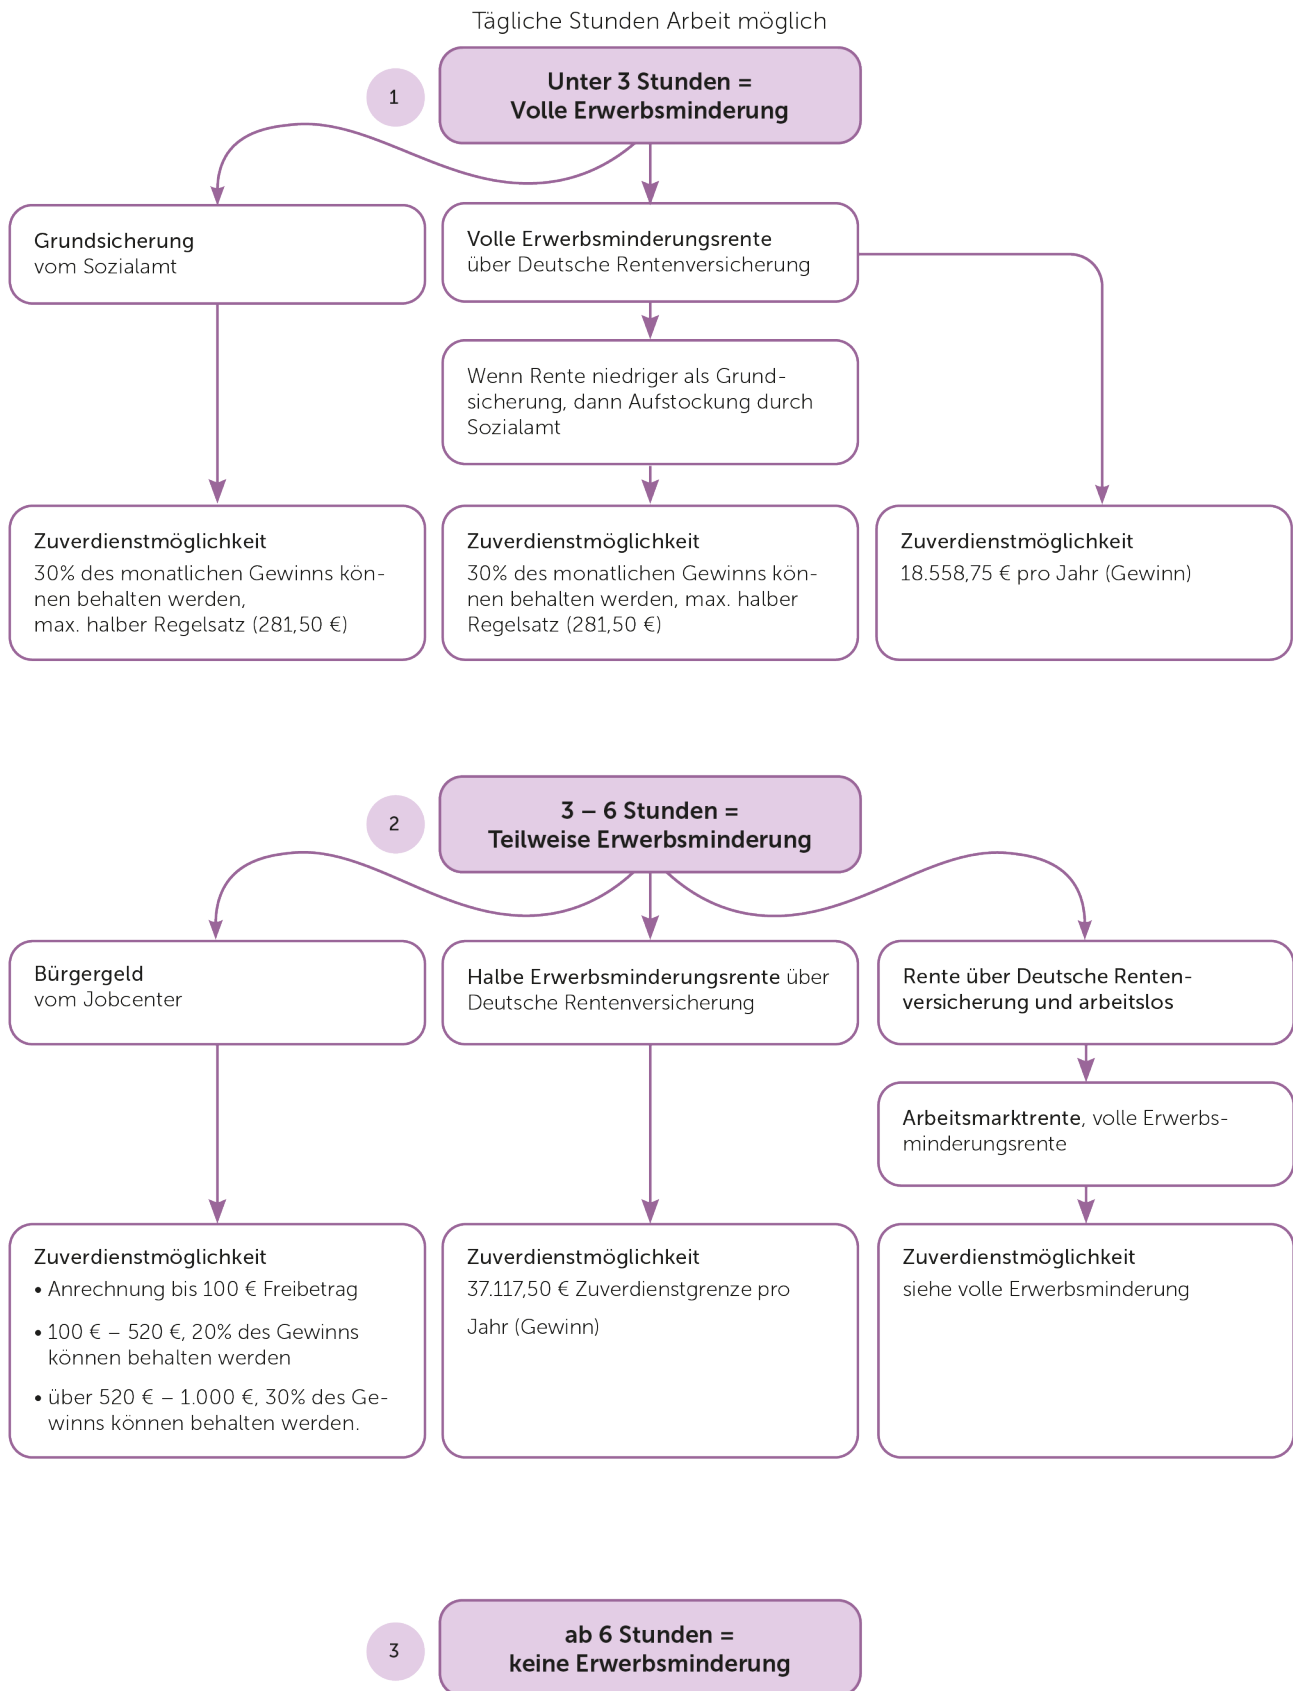 Tägliche Stunden Arbeit möglich
1
Unter 3 Stunden =
Volle Erwerbsminderung
Grundsicherung
vom Sozialamt
Volle Erwerbsminderungsrente
über Deutsche Rentenversicherung
Wenn Rente niedriger als Grund-
sicherung, dann Aufstockung durch
Sozialamt
Zuverdienstmöglichkeit
30% des monatlichen Gewinns kön-
nen behalten werden,
max. halber Regelsatz (281,50 €)
Zuverdienstmöglichkeit
30% des monatlichen Gewinns kön-
nen behalten werden, max. halber
Regelsatz (281,50 €)
Zuverdienstmöglichkeit
18.558,75 € pro Jahr (Gewinn)
2
3 – 6 Stunden =
Teilweise Erwerbsminderung
Bürgergeld
vom Jobcenter
Halbe Erwerbsminderungsrente über
Deutsche Rentenversicherung
Rente über Deutsche Renten-
versicherung und arbeitslos
Arbeitsmarktrente, volle Erwerbs-
minderungsrente
Zuverdienstmöglichkeit
• Anrechnung bis 100 € Freibetrag
• 100 € – 520 €, 20% des Gewinns
können behalten werden
• über 520 € – 1.000 €, 30% des Ge-
winns können behalten werden.
Zuverdienstmöglichkeit
37.117,50 € Zuverdienstgrenze pro
Jahr (Gewinn)
Zuverdienstmöglichkeit
siehe volle Erwerbsminderung
3
ab 6 Stunden =
keine Erwerbsminderung